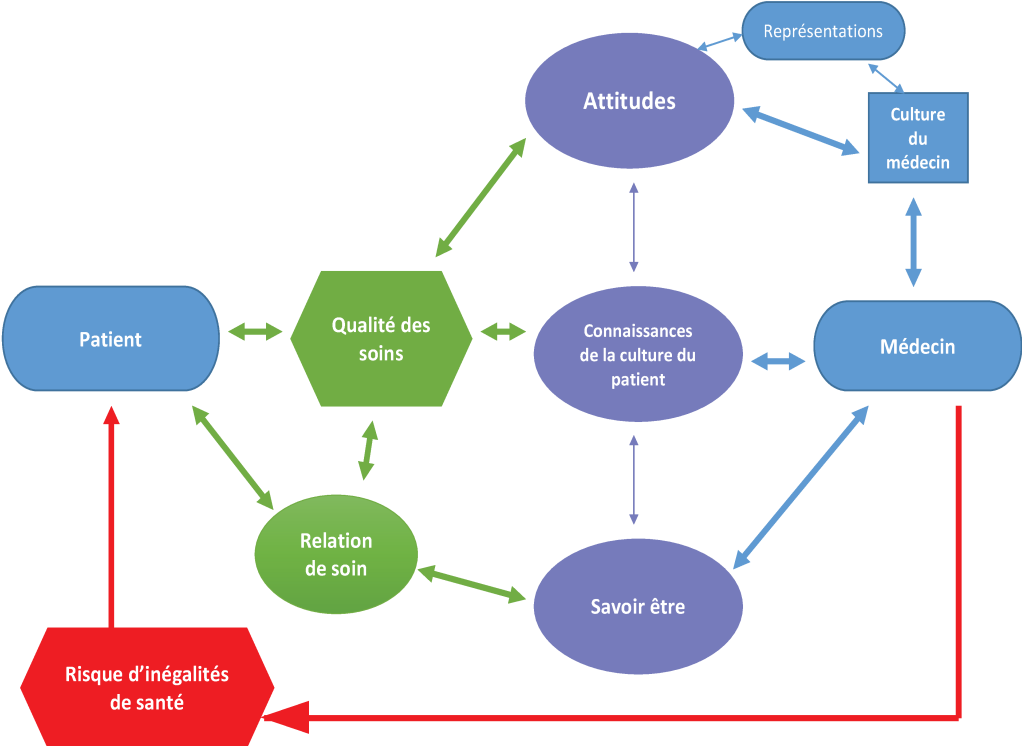 Représentations
Attitudes
Culture
du
médecin
Patient
Qualité des
soins
Connaissances
de la culture du
patient
Médecin
Relation
de soin
Savoir être
Risque d’inégalités
de santé